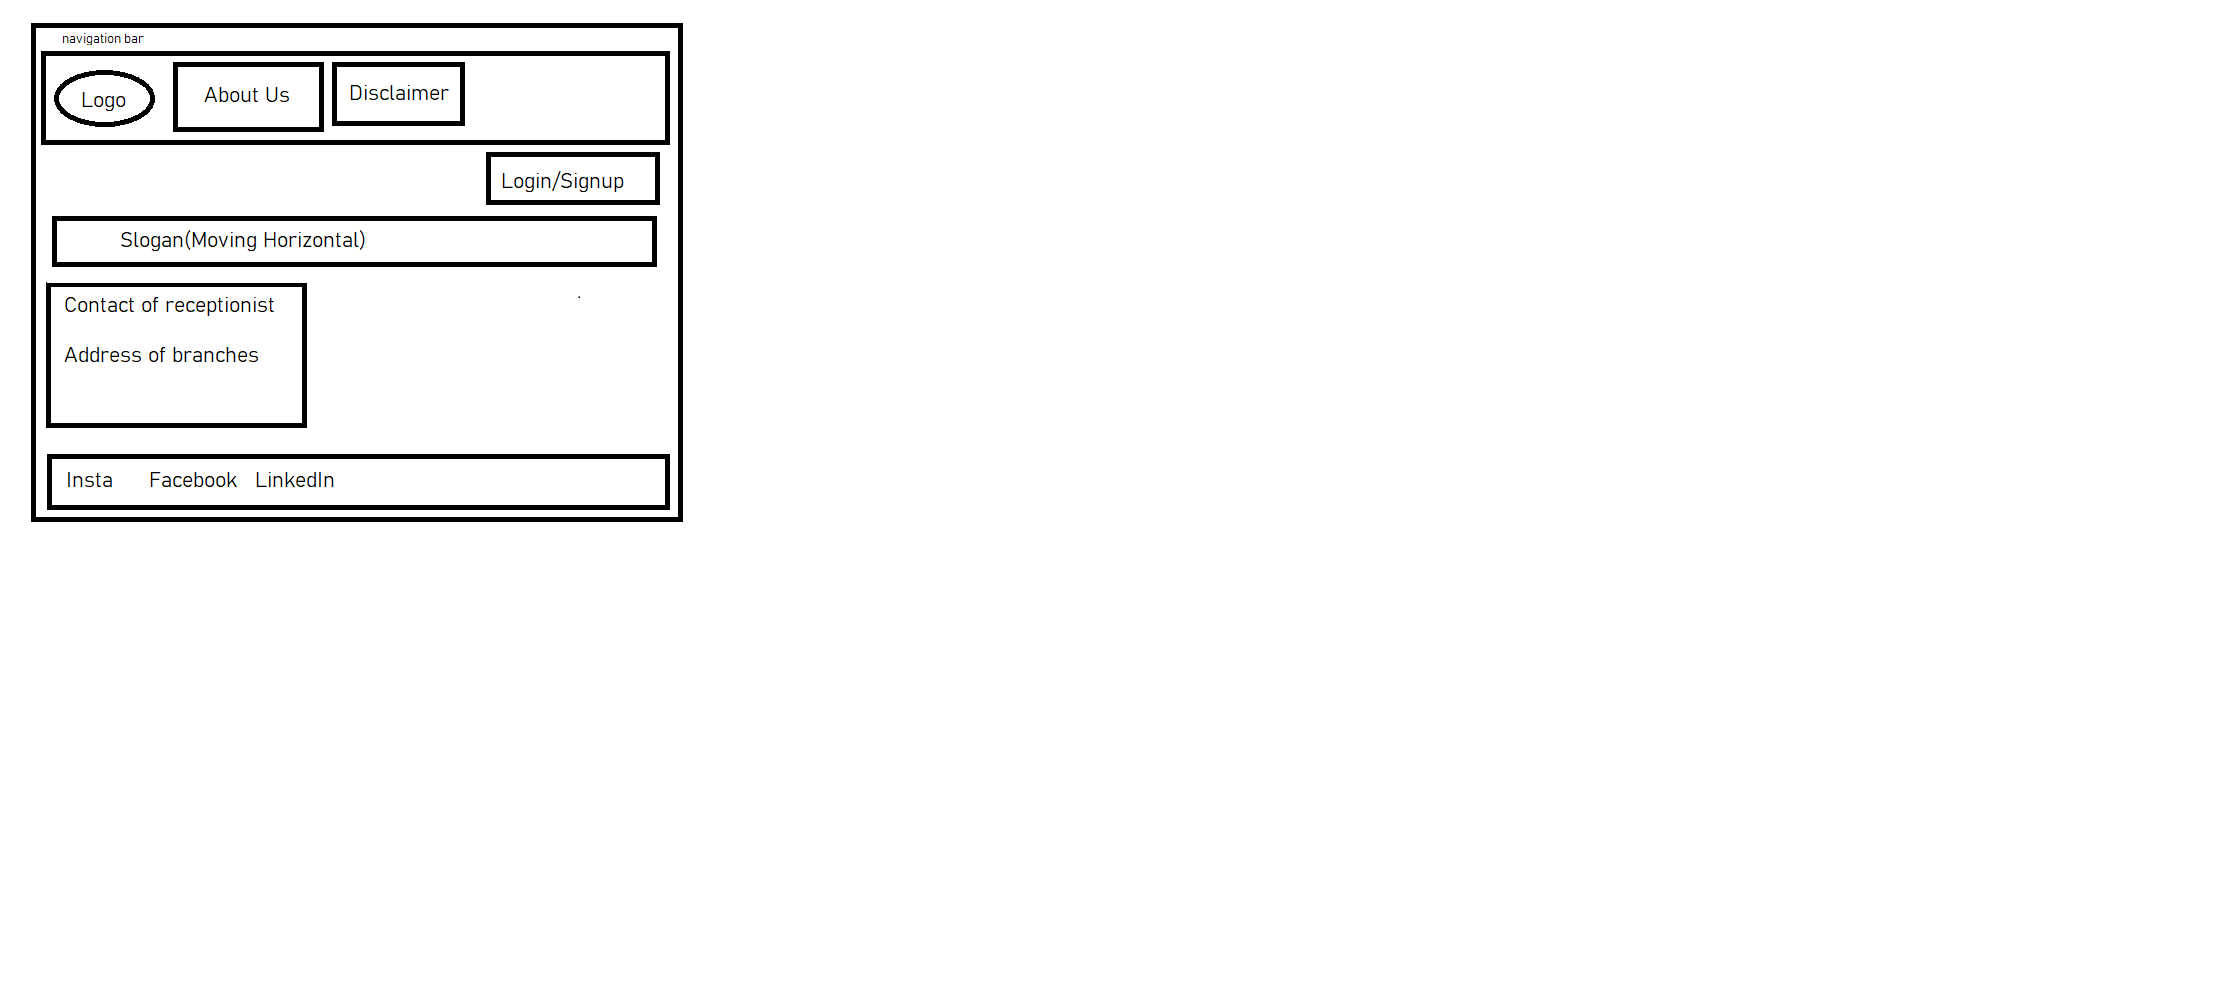 navigation bar
Logo About Us Disclaimer
Login/Signup
Slogan(Moving Horizontal)
Contact of receptionist
Address of branches
Insta Facebook LinkedIn